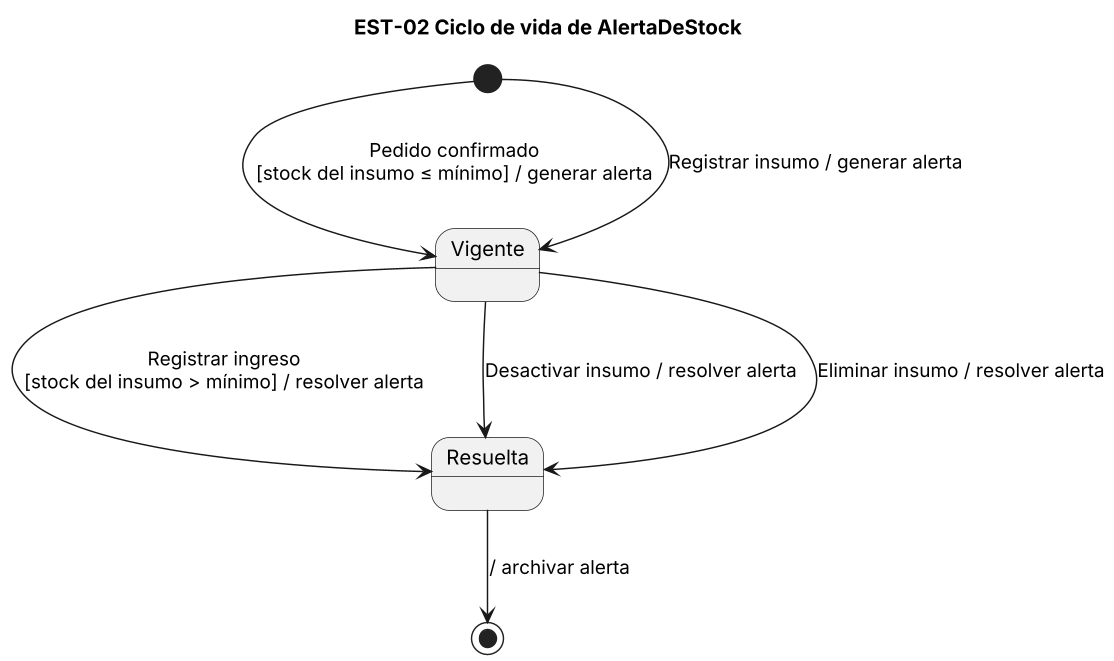 EST-02 Ciclo de vida de AlertaDeStock
Pedido confirmado
[stock del insumo ≤ mínimo] / generar alerta
Registrar insumo / generar alerta
Vigente
Registrar ingreso
[stock del insumo > mínimo] / resolver alerta
Desactivar insumo / resolver alerta
Eliminar insumo / resolver alerta
Resuelta
/ archivar alerta